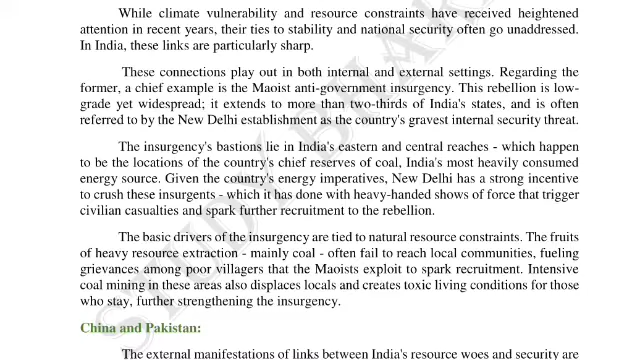 While climate vulnerability and resource constraints have received heightened
attention in recent years, their ties to stability and national security often go unaddressed.
In India, these links are particularly sharp.
These connections play out in both internal and external settings. Regarding the
former, a chief example is the Maoist anti-government insurgency. This rebellion is low-
grade yet widespread; it extends to more than two-thirds of India's states, and is often
referred to by the New Delhi establishment as the country's gravest internal security threat.
The insurgency's bastions lie in India's eastern and central reaches - which happen
to be the locations of the country's chief reserves of coal, India's most heavily consumed
energy source. Given the country's energy imperatives, New Delhi has a strong incentive
to crush these insurgents - which it has done with heavy-handed shows of force that trigger
civilian casualties and spark further recruitment to the rebellion.
The basic drivers of the insurgency are tied to natural resource constraints. The fruits
of heavy resource extraction - mainly coal - often fail to reach local communities, fueling
grievances among poor villagers that the Maoists exploit to spark recruitment. Intensive
coal mining in these areas also displaces locals and creates toxic living conditions for those
who stay, further strengthening the insurgency.
China and Pakistan:
The external manifestations of links between India's resource woes and security are